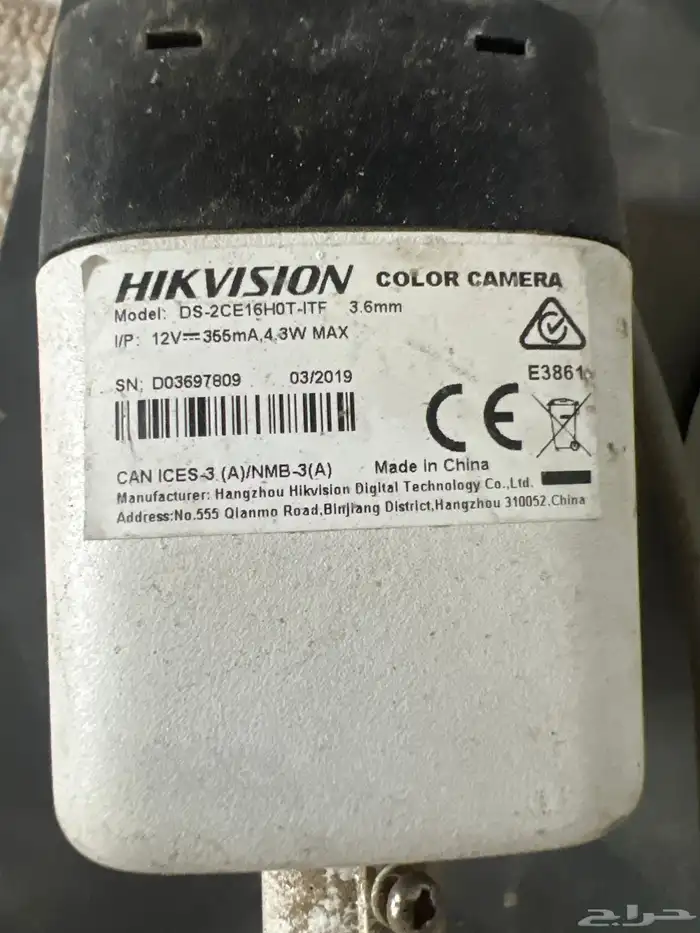 HIKVISION COLOR CAMERA
Model: DS-2CE16H0T-ITF 3.6mm
I/P: 12V⎓355mA,4.3W MAX
SN: D03697809 03/2019
E3861
CE
CAN ICES-3 (A)/NMB-3(A) Made in China
Manufacturer: Hangzhou Hikvision Digital Technology Co.,Ltd.
Address:No.555 Qianmo Road,Binjiang District,Hangzhou 310052,China
حراج